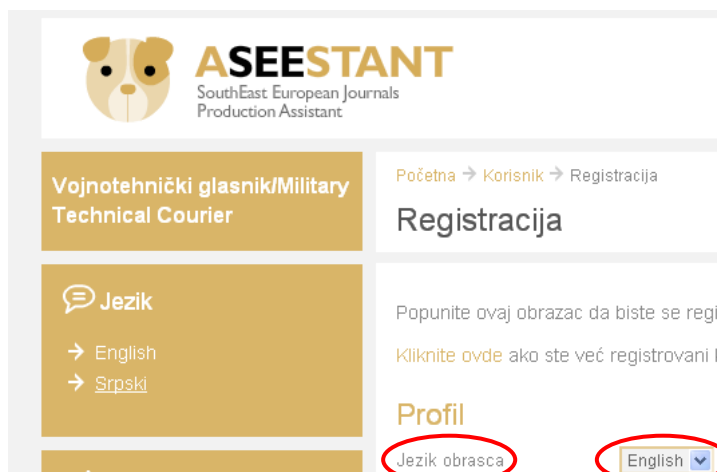 ASEESTANT
SouthEast European Journals
Production Assistant
Vojnotehnički glasnik/Military
Technical Courier
Jezik
English
Srpski
Početna → Korisnik → Registracija
Registracija
Popunite ovaj obrazac da biste se
Kliknite ovde ako ste već registrovani
Profil
Jezik obrasca
English